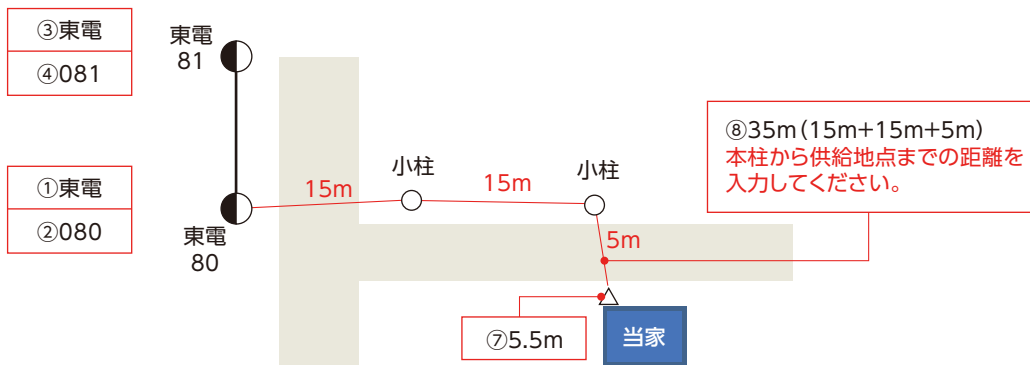 ③東電
④081
東電
81
①東電
②080
東電
80
15m
小柱
15m
小柱
5m
⑧35m(15m+15m+5m)
本柱から供給地点までの距離を
入力してください。
⑦5.5m
当家